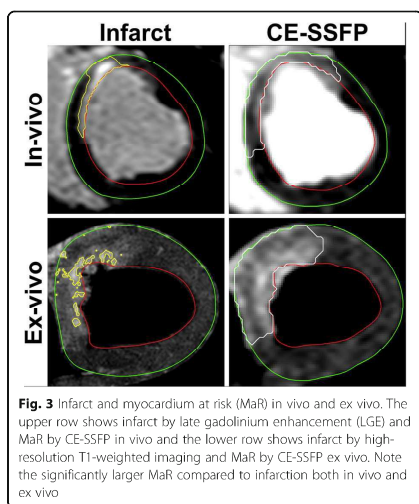 Infarct CE-SSFP
In-vivo
Ex-vivo
Fig. 3 Infarct and myocardium at risk (MaR) in vivo and ex vivo. The
upper row shows infarct by late gadolinium enhancement (LGE) and
MaR by CE-SSFP in vivo and the lower row shows infarct by high-
resolution T1-weighted imaging and MaR by CE-SSFP ex vivo. Note
the significantly larger MaR compared to infarction both in vivo and
ex vivo